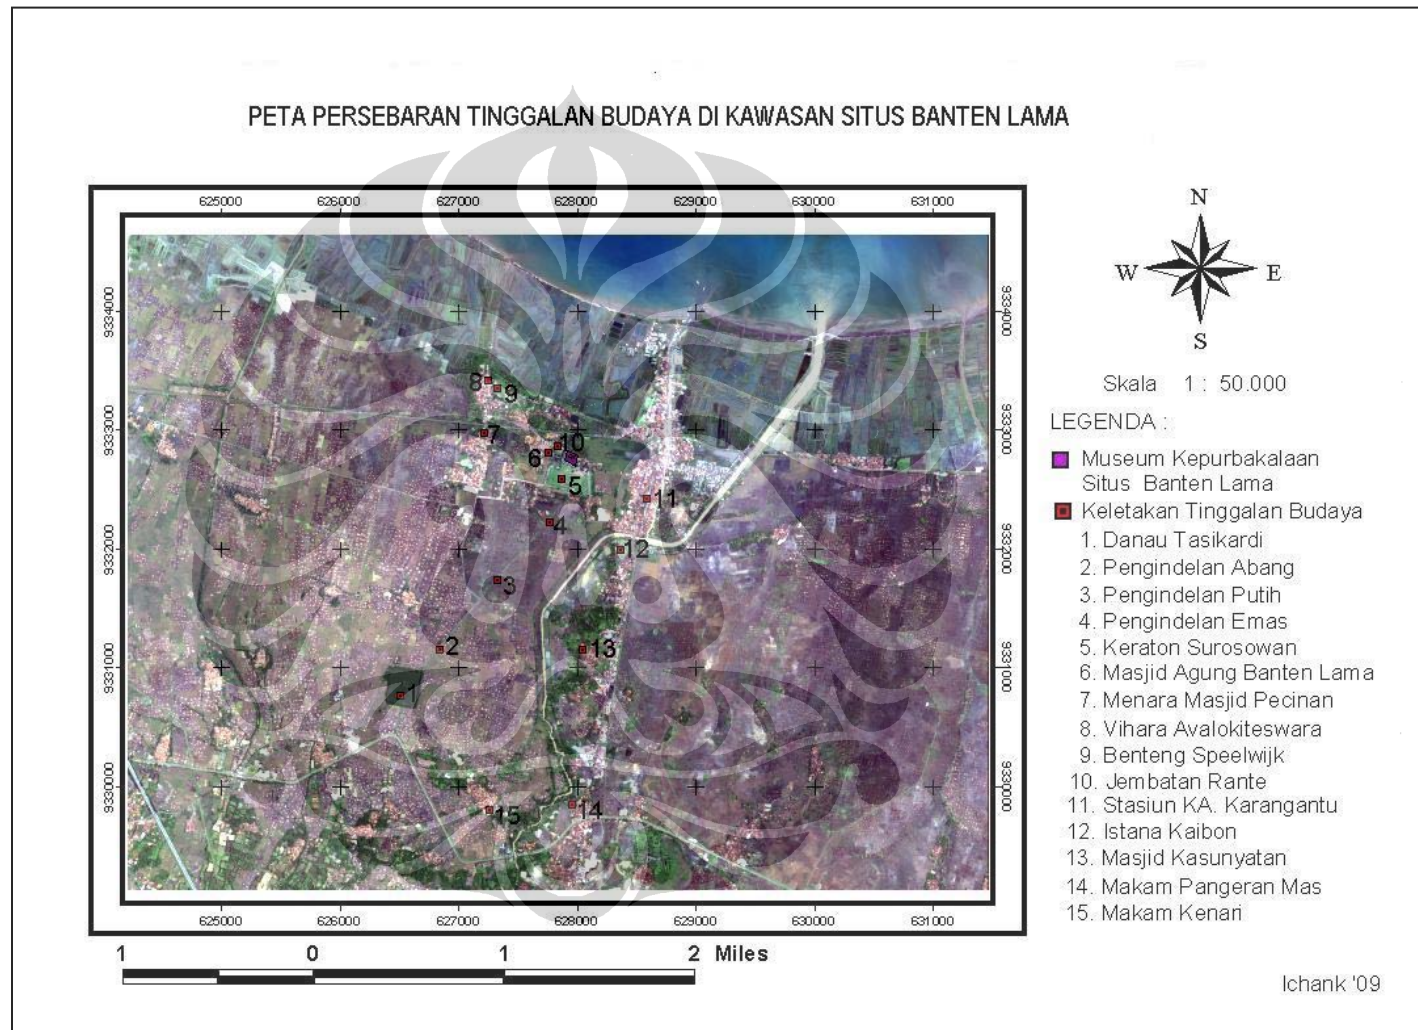 PETA PERSEBARAN TINGGALAN BUDAYA DI KAWASAN SITUS BANTEN LAMA
625000 626000 627000 628000 629000 630000 631000
9334000 9334000
9333000 9333000
9332000 9332000
9331000 9331000
9330000 9330000
8
9
7
10
6
5
11
4
12
3
2
13
1
15
14
625000 626000 627000 628000 629000 630000 631000
1 0 1 2 Miles
N
W E
S
Skala 1 : 50.000
LEGENDA :
Museum Kepurbakalaan
Situs Banten Lama
Keletakan Tinggalan Budaya
1. Danau Tasikardi
2. Pengindelan Abang
3. Pengindelan Putih
4. Pengindelan Emas
5. Keraton Surosowan
6. Masjid Agung Banten Lama
7. Menara Masjid Pecinan
8. Vihara Avalokiteswara
9. Benteng Speelwijk
10. Jembatan Rante
11. Stasiun KA. Karangantu
12. Istana Kaibon
13. Masjid Kasunyatan
14. Makam Pangeran Mas
15. Makam Kenari
Ichank '09